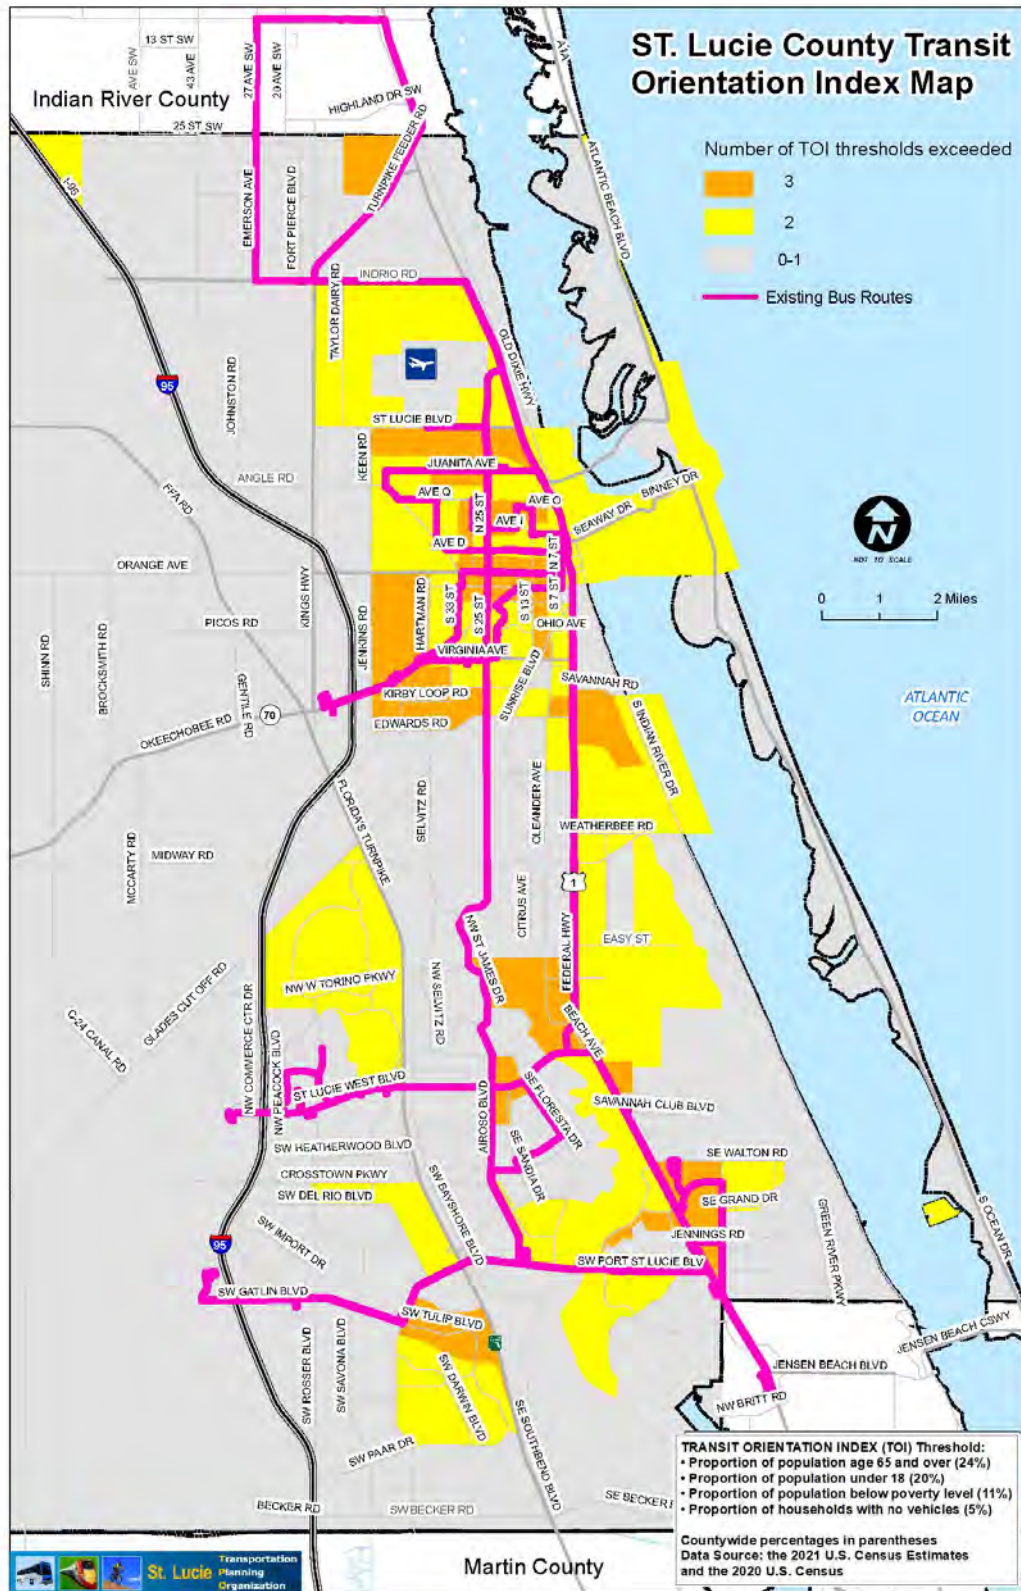 ST. Lucie County Transit
Orientation Index Map
Number of TOI thresholds exceeded
3
2
0-1
Existing Bus Routes
13 ST SW
AVE SW
43 AVE
27 AVE SW
20 AVE SW
A1A
Indian River County
HIGHLAND DR SW
25 ST SW
I-95
EMERSON AVE
FORT PIERCE BLVD
TURNPIKE FEEDER RD
ATLANTIC BEACH BLVD
INDRIO RD
TAYLOR DAIRY RD
OLD DIXIE HWY
95
JOHNSTON RD
ST LUCIE BLVD
KEEN RD
JUANITA AVE
ANGLE RD
FFA RD
AVE Q
N 25 ST
AVE O
AVE I
BINNEY DR
SEAWAY DR
AVE D
N 7 ST
N
NOT TO SCALE
ORANGE AVE
KINGS HWY
HARTMAN RD
S 33 ST
S 25 ST
S 13 ST
S 7 ST
0 1 2 Miles
PICOS RD
JENKINS RD
OHIO AVE
VIRGINIA AVE
SHINN RD
BROCKSMITH RD
GENTILE RD
KIRBY LOOP RD
SUNRISE BLVD
SAVANNAH RD
70
OKEECHOBEE RD
EDWARDS RD
S INDIAN RIVER DR
ATLANTIC
OCEAN
FLORIDA'S TURNPIKE
SELVITZ RD
OLEANDER AVE
WEATHERBEE RD
MCCARTY RD
MIDWAY RD
1
CITRUS AVE
EASY ST
NW ST JAMES DR
FEDERAL HWY
NW W TORINO PKWY
NW SELVITZ RD
GLADES CUT OFF RD
C-24 CANAL RD
NW COMMERCE CTR DR
NW PEACOCK BLVD
BEACH AVE
ST LUCIE WEST BLVD
AIROSO BLVD
SE FLORESTA DR
SAVANNAH CLUB BLVD
SW HEATHERWOOD BLVD
SE SANDIA DR
SE WALTON RD
CROSSTOWN PKWY
SW DEL RIO BLVD
SW BAYSHORE BLVD
SE GRAND DR
GREEN RIVER PKWY
S OCEAN DR
JENNINGS RD
95
SW IMPORT DR
SW PORT ST LUCIE BLV
SW GATLIN BLVD
SW TULIP BLVD
SW ROSSER BLVD
SW SAVONA BLVD
SW DARWIN BLVD
JENSEN BEACH CSWY
JENSEN BEACH BLVD
NW BRITT RD
SW PAAR DR
SE SOUTHBEND BLVD
BECKER RD
SW BECKER RD
SE BECKER
TRANSIT ORIENTATION INDEX (TOI) Threshold:
• Proportion of population age 65 and over (24%)
• Proportion of population under 18 (20%)
• Proportion of population below poverty level (11%)
• Proportion of households with no vehicles (5%)
Countywide percentages in parentheses
Data Source: the 2021 U.S. Census Estimates
and the 2020 U.S. Census
Martin County
St. Lucie
Transportation
Planning
Organization